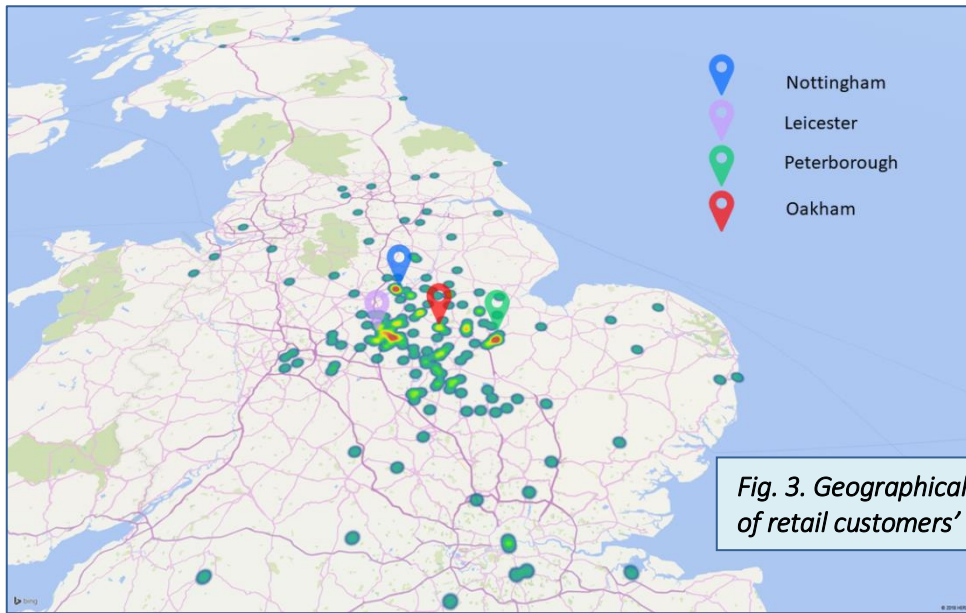 Nottingham
Leicester
Peterborough
Oakham
Fig. 3. Geographical
of retail customers’
bing